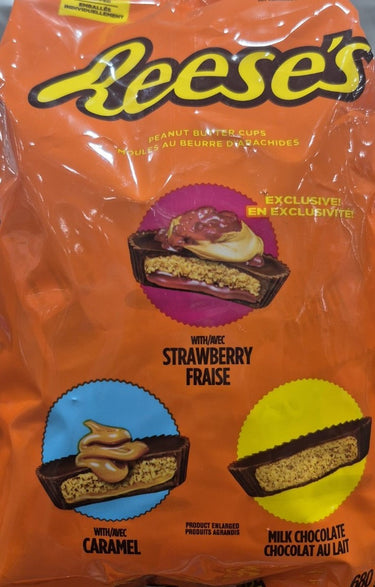 EMBALLÉS
INDIVIDUELLEMENT
Reese's
PEANUT BUTTER CUPS
MOULES AU BEURRE D'ARACHIDES
EXCLUSIVE!
EN EXCLUSIVITÉ!
WITH/AVEC
STRAWBERRY
FRAISE
WITH/AVEC
CARAMEL
PRODUCT ENLARGED
PRODUITS AGRANDIS
MILK CHOCOLATE
CHOCOLAT AU LAIT
680